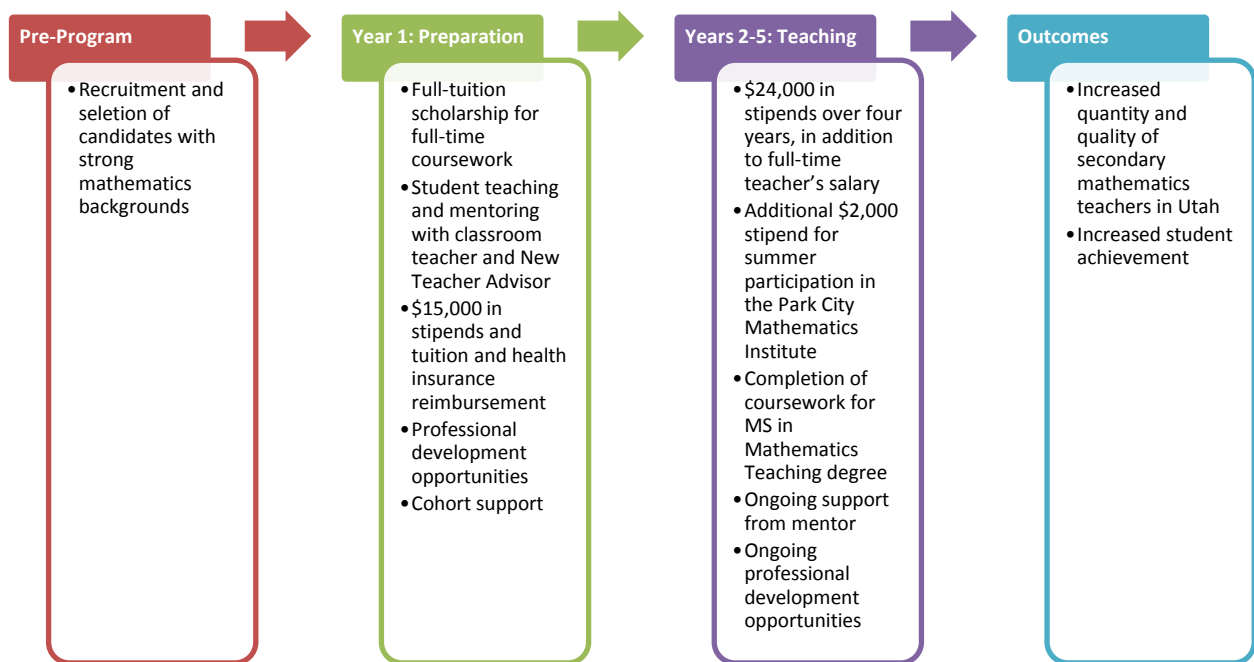 Pre-Program
•Recruitment and
seletion of
candidates with
strong
mathematics
backgrounds
Year 1: Preparation
•Full-tuition
scholarship for
full-time
coursework
•Student teaching
and mentoring
with classroom
teacher and New
Teacher Advisor
•$15,000 in
stipends and
tuition and health
insurance
reimbursement
•Professional
development
opportunities
•Cohort support
Years 2-5: Teaching
•$24,000 in
stipends over four
years, in addition
to full-time
teacher’s salary
•Additional $2,000
stipend for
summer
participation in
the Park City
Mathematics
Institute
•Completion of
coursework for
MS in
Mathematics
Teaching degree
•Ongoing support
from mentor
•Ongoing
professional
development
opportunities
Outcomes
•Increased
quantity and
quality of
secondary
mathematics
teachers in Utah
•Increased student
achievement